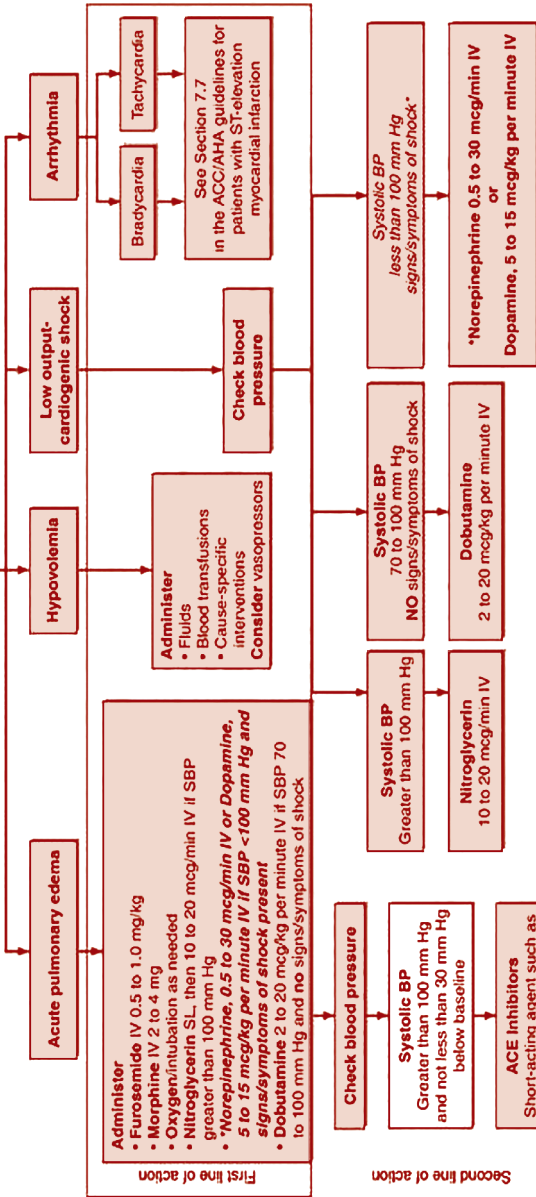 Acute pulmonary edema
Hypovolemia
Low output-
cardiogenic shock
Arrhythmia
First line of action
Administer
• Furosemide IV 0.5 to 1.0 mg/kg
• Morphine IV 2 to 4 mg
• Oxygen/intubation as needed
• Nitroglycerin SL, then 10 to 20 mcg/min IV if SBP
greater than 100 mm Hg
• *Norepinephrine, 0.5 to 30 mcg/min IV or Dopamine,
5 to 15 mcg/kg per minute IV if SBP <100 mm Hg and
signs/symptoms of shock present
• Dobutamine 2 to 20 mcg/kg per minute IV if SBP 70
to 100 mm Hg and no signs/symptoms of shock
Administer
• Fluids
• Blood transfusions
• Cause-specific
interventions
Consider vasopressors
Check blood
pressure
Bradycardia
Tachycardia
See Section 7.7
in the ACC/AHA guidelines for
patients with ST-elevation
myocardial infarction
Second line of action
Check blood pressure
Systolic BP
Greater than 100 mm Hg
and not less than 30 mm Hg
below baseline
ACE Inhibitors
Short-acting agent such as
Systolic BP
Greater than 100 mm Hg
Nitroglycerin
10 to 20 mcg/min IV
Systolic BP
70 to 100 mm Hg
NO signs/symptoms of shock
Dobutamine
2 to 20 mcg/kg per minute IV
Systolic BP
less than 100 mm Hg
signs/symptoms of shock*
*Norepinephrine 0.5 to 30 mcg/min IV
or
Dopamine, 5 to 15 mcg/kg per minute IV